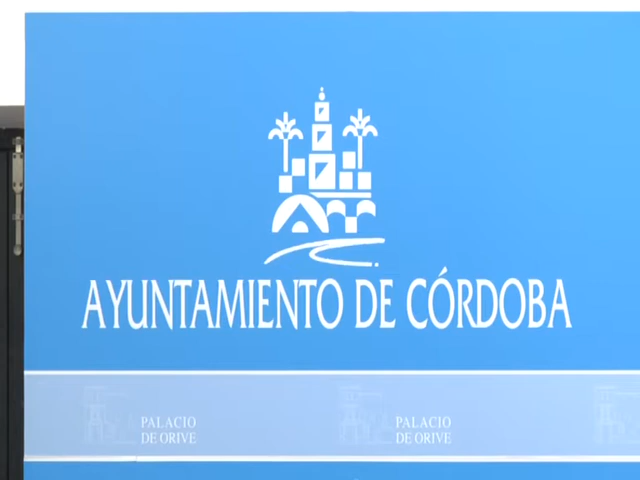 AYUNTAMIENTO DE CÓRDOBA
PALACIO
DE ORIVE
PALACIO
DE ORIVE